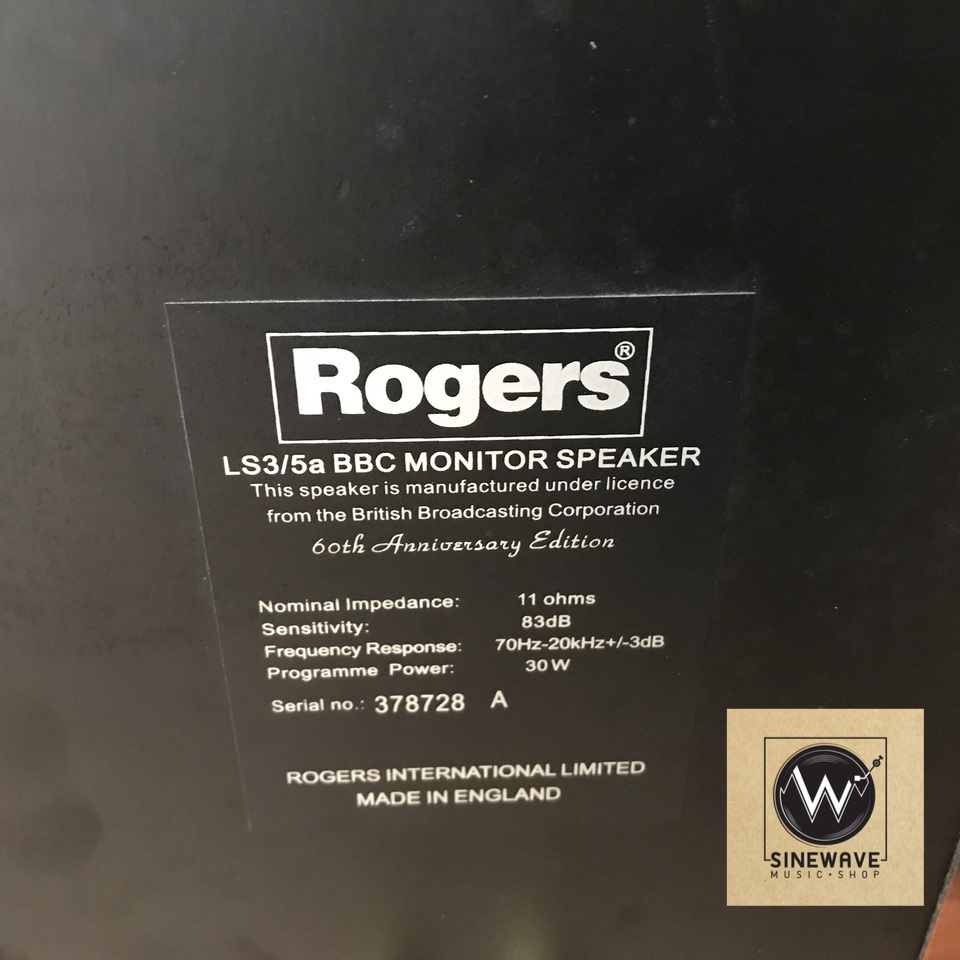 Rogers®
LS3/5a BBC MONITOR SPEAKER
This speaker is manufactured under licence
from the British Broadcasting Corporation
60th Anniversary Edition
Nominal Impedance: 11 ohms
Sensitivity: 83dB
Frequency Response: 70Hz-20kHz+/-3dB
Programme Power: 30W
Serial no.: 378728 A
ROGERS INTERNATIONAL LIMITED
MADE IN ENGLAND
W
SINEWAVE
MUSIC·SHOP